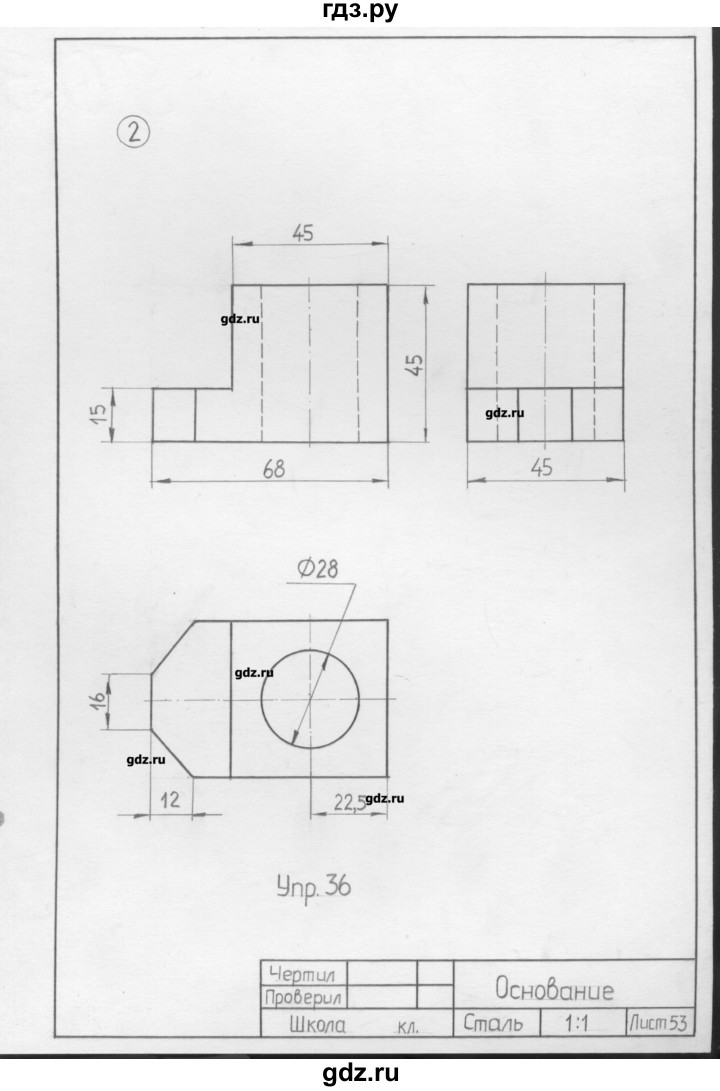 гдз.ру
2
45
gdz.ru
45
15
gdz.ru
68
45
Ø28
gdz.ru
16
gdz.ru
12
22,5
gdz.ru
Упр. 36
Чертил
Проверил
Основание
Школа кл.
Сталь
1:1
Лист 53
gdz.ru